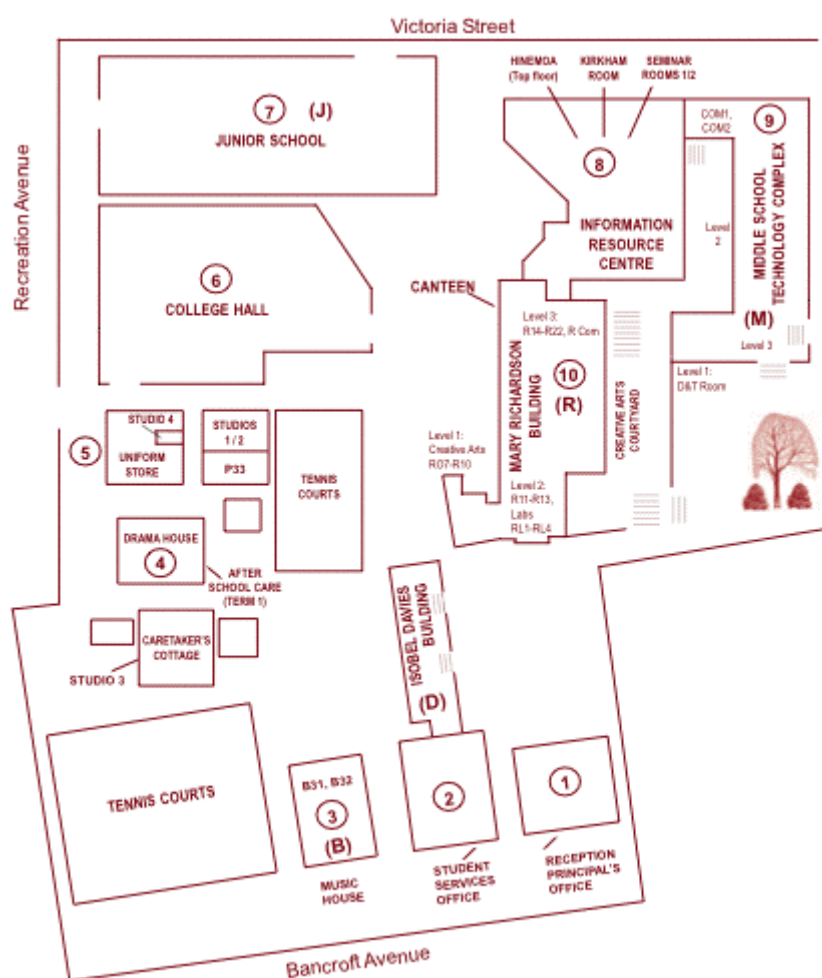 Victoria Street
Recreation Avenue
HINEMOA
(Top floor)
KIRKHAM
ROOM
SEMINAR
ROOMS 1/2
7
(J)
JUNIOR SCHOOL
8
INFORMATION
RESOURCE
CENTRE
COM1,
COM2
9
MIDDLE SCHOOL
TECHNOLOGY COMPLEX
(M)
Level
2
Level 3
Level 1:
D&T Room
6
COLLEGE HALL
CANTEEN
Level 3:
R14-R22, R Com
10
(R)
MARY RICHARDSON
BUILDING
CREATIVE ARTS
COURTYARD
Level 1:
Creative Arts
RO7-R10
Level 2:
R11-R13,
Labs
RL1-RL4
5
STUDIO 4
UNIFORM
STORE
STUDIOS
1 / 2
P33
TENNIS
COURTS
DRAMA HOUSE
4
AFTER
SCHOOL CARE
(TERM 1)
CARETAKER'S
COTTAGE
STUDIO 3
ISOBEL DAVIES
BUILDING
(D)
TENNIS COURTS
B31, B32
3
(B)
MUSIC
HOUSE
2
STUDENT
SERVICES
OFFICE
1
RECEPTION
PRINCIPAL'S
OFFICE
Bancroft Avenue